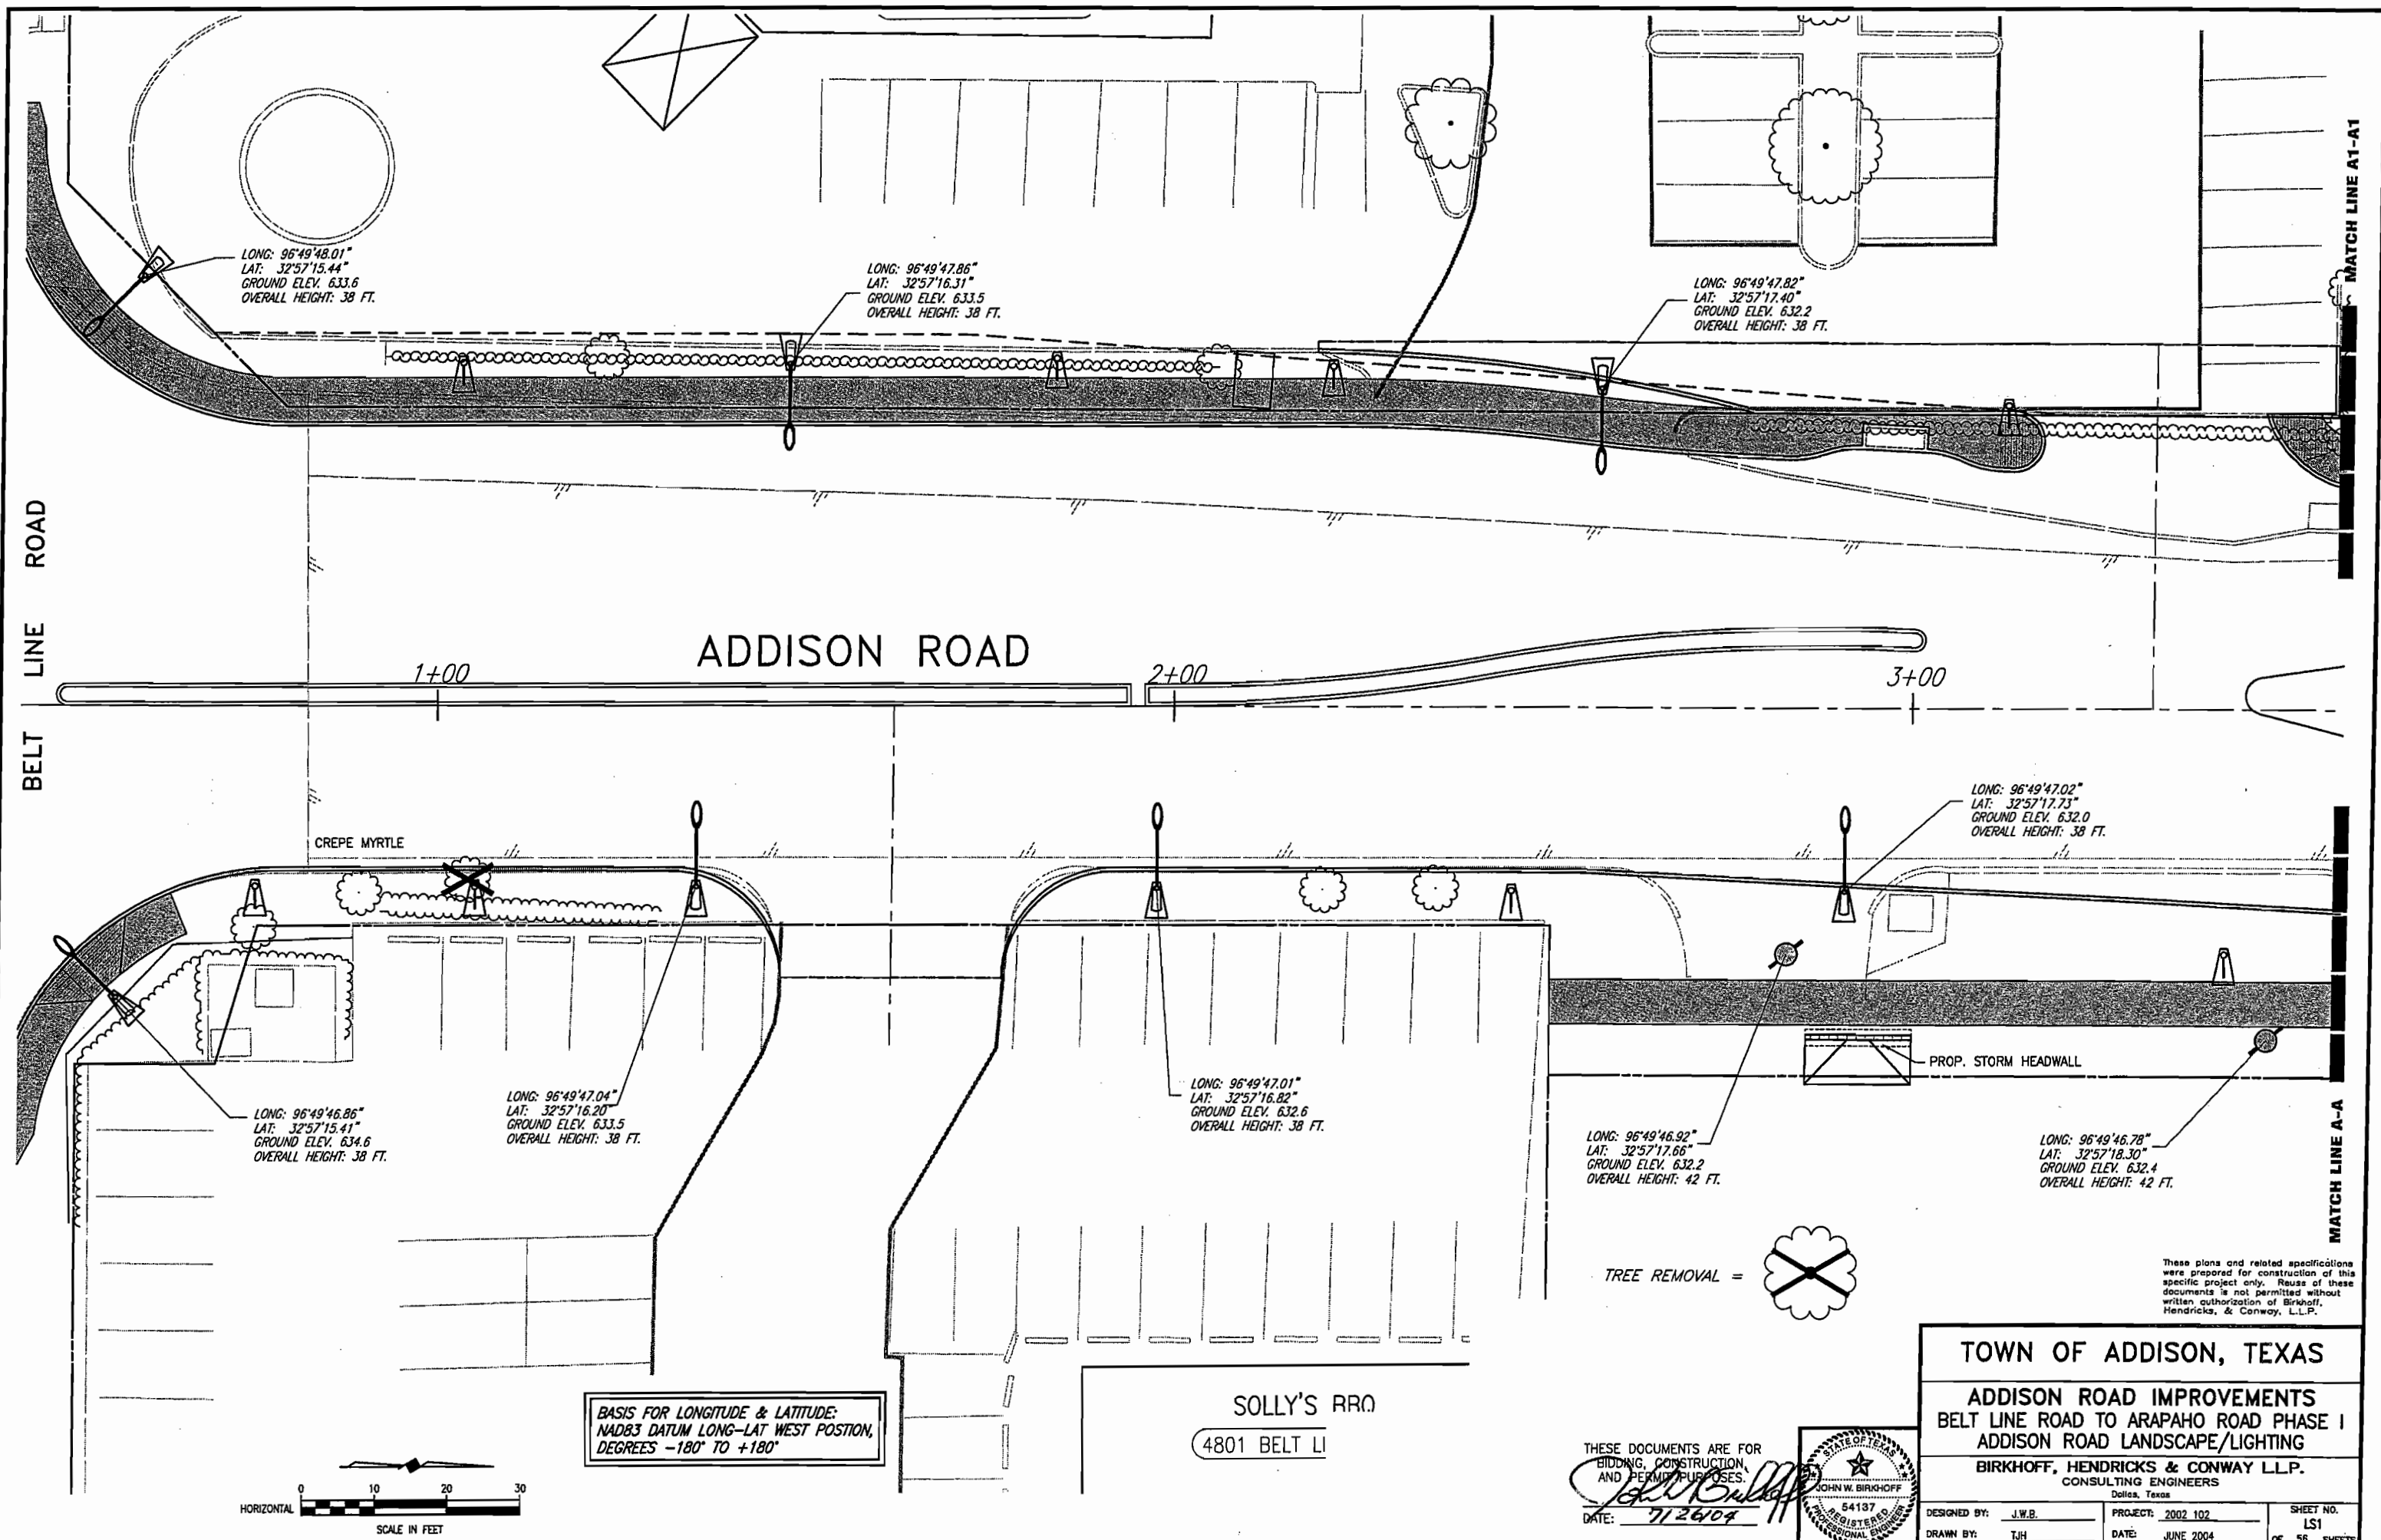 LONG: 96°49'48.01"
LAT: 32°57'15.44"
GROUND ELEV. 633.6
OVERALL HEIGHT: 38 FT.
LONG: 96°49'47.86"
LAT: 32°57'16.31"
GROUND ELEV. 633.5
OVERALL HEIGHT: 38 FT.
LONG: 96°49'47.82"
LAT: 32°57'17.40"
GROUND ELEV. 632.2
OVERALL HEIGHT: 38 FT.
MATCH LINE A1-A1
BELT LINE ROAD
ADDISON ROAD
1+00
2+00
3+00
CREPE MYRTLE
LONG: 96°49'47.02"
LAT: 32°57'17.73"
GROUND ELEV. 632.0
OVERALL HEIGHT: 38 FT.
PROP. STORM HEADWALL
LONG: 96°49'46.86"
LAT: 32°57'15.41"
GROUND ELEV. 634.6
OVERALL HEIGHT: 38 FT.
LONG: 96°49'47.04"
LAT: 32°57'16.20"
GROUND ELEV. 633.5
OVERALL HEIGHT: 38 FT.
LONG: 96°49'47.01"
LAT: 32°57'16.82"
GROUND ELEV. 632.6
OVERALL HEIGHT: 38 FT.
LONG: 96°49'46.92"
LAT: 32°57'17.66"
GROUND ELEV. 632.2
OVERALL HEIGHT: 42 FT.
LONG: 96°49'46.78"
LAT: 32°57'18.30"
GROUND ELEV. 632.4
OVERALL HEIGHT: 42 FT.
MATCH LINE A-A
TREE REMOVAL =
These plans and related specifications
were prepared for construction of this
specific project only. Reuse of these
documents is not permitted without
written authorization of Birkhoff,
Hendricks, & Conway, L.L.P.
BASIS FOR LONGITUDE & LATITUDE:
NAD83 DATUM LONG-LAT WEST POSTION,
DEGREES -180° TO +180°
SOLLY'S
4801 BELT LI
HORIZONTAL
0 10 20 30
SCALE IN FEET
THESE DOCUMENTS ARE FOR
BIDDING, CONSTRUCTION,
AND PERMIT PURPOSES.
John W Birkhoff
DATE: 7/26/04
STATE OF TEXAS
JOHN W. BIRKHOFF
54137
REGISTERED
PROFESSIONAL ENGINEER
TOWN OF ADDISON, TEXAS
ADDISON ROAD IMPROVEMENTS
BELT LINE ROAD TO ARAPAHO ROAD PHASE I
ADDISON ROAD LANDSCAPE/LIGHTING
BIRKHOFF, HENDRICKS & CONWAY L.L.P.
CONSULTING ENGINEERS
Dallas, Texas
DESIGNED BY: J.W.B.
PROJECT: 2002 102
SHEET NO.
LS1
DRAWN BY: TJH
DATE: JUNE 2004
OF 56 SHEETS